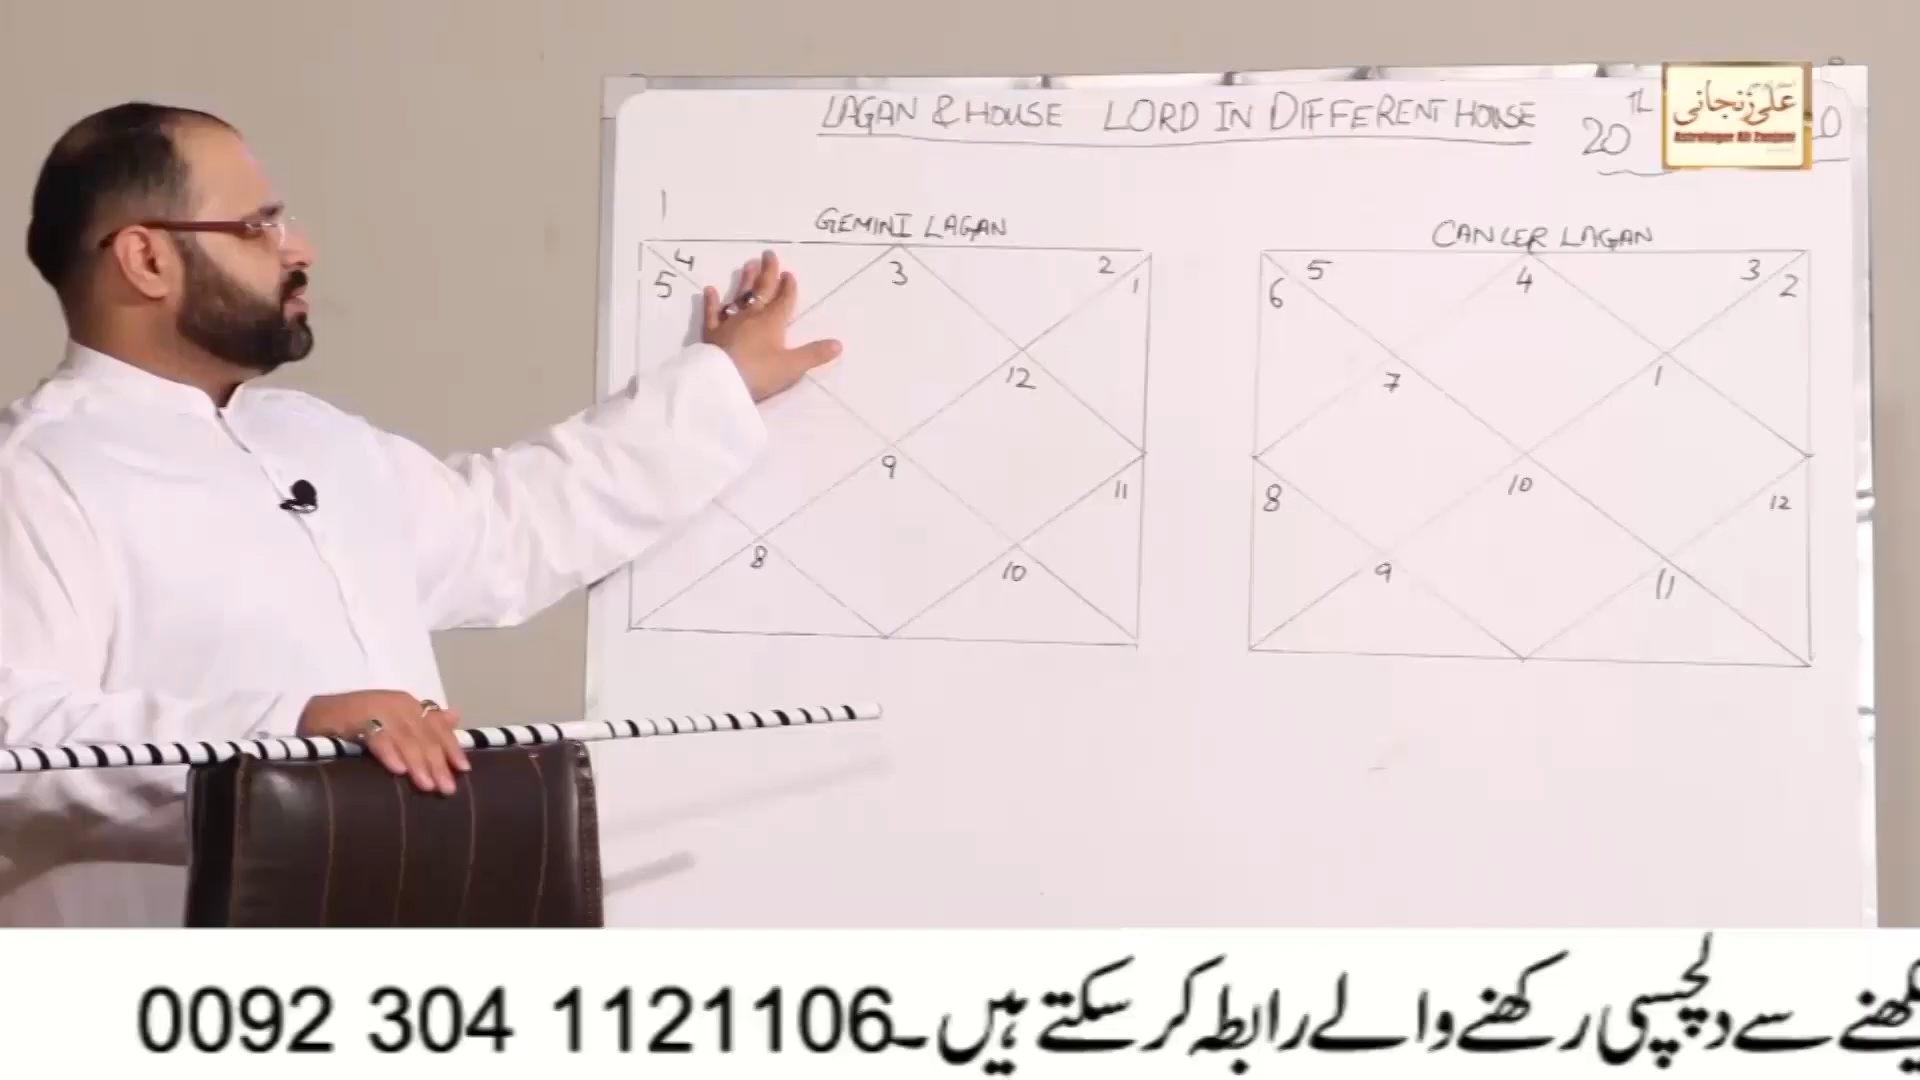 LAGAN & HOUSE LORD IN DIFFERENT HOUSE
20 TL
علی زنجانی
Astrologer Ali Zanjani
1
GEMINI LAGAN
4 3 2
5 1
12
9
11
8 10
CANCER LAGAN
5 4 3
6 2
7 1
10
8 12
9 11
سے دلچسپی رکھنے والے رابطہ کر سکتے ہیں۔ 0092 304 1121106